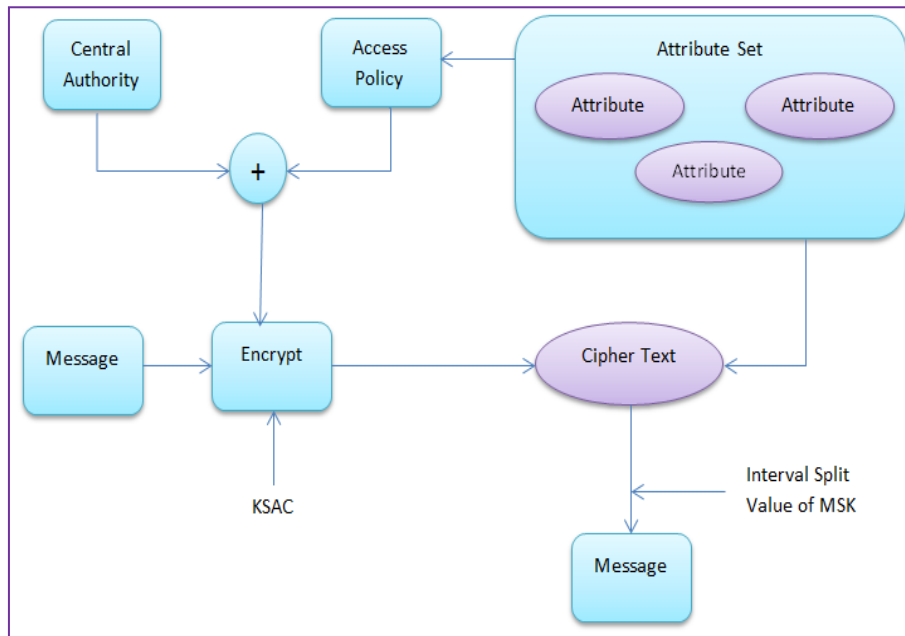 Central
Authority
Access
Policy
Attribute Set
Attribute
Attribute
Attribute
+
Message
Encrypt
Cipher Text
KSAC
Interval Split
Value of MSK
Message